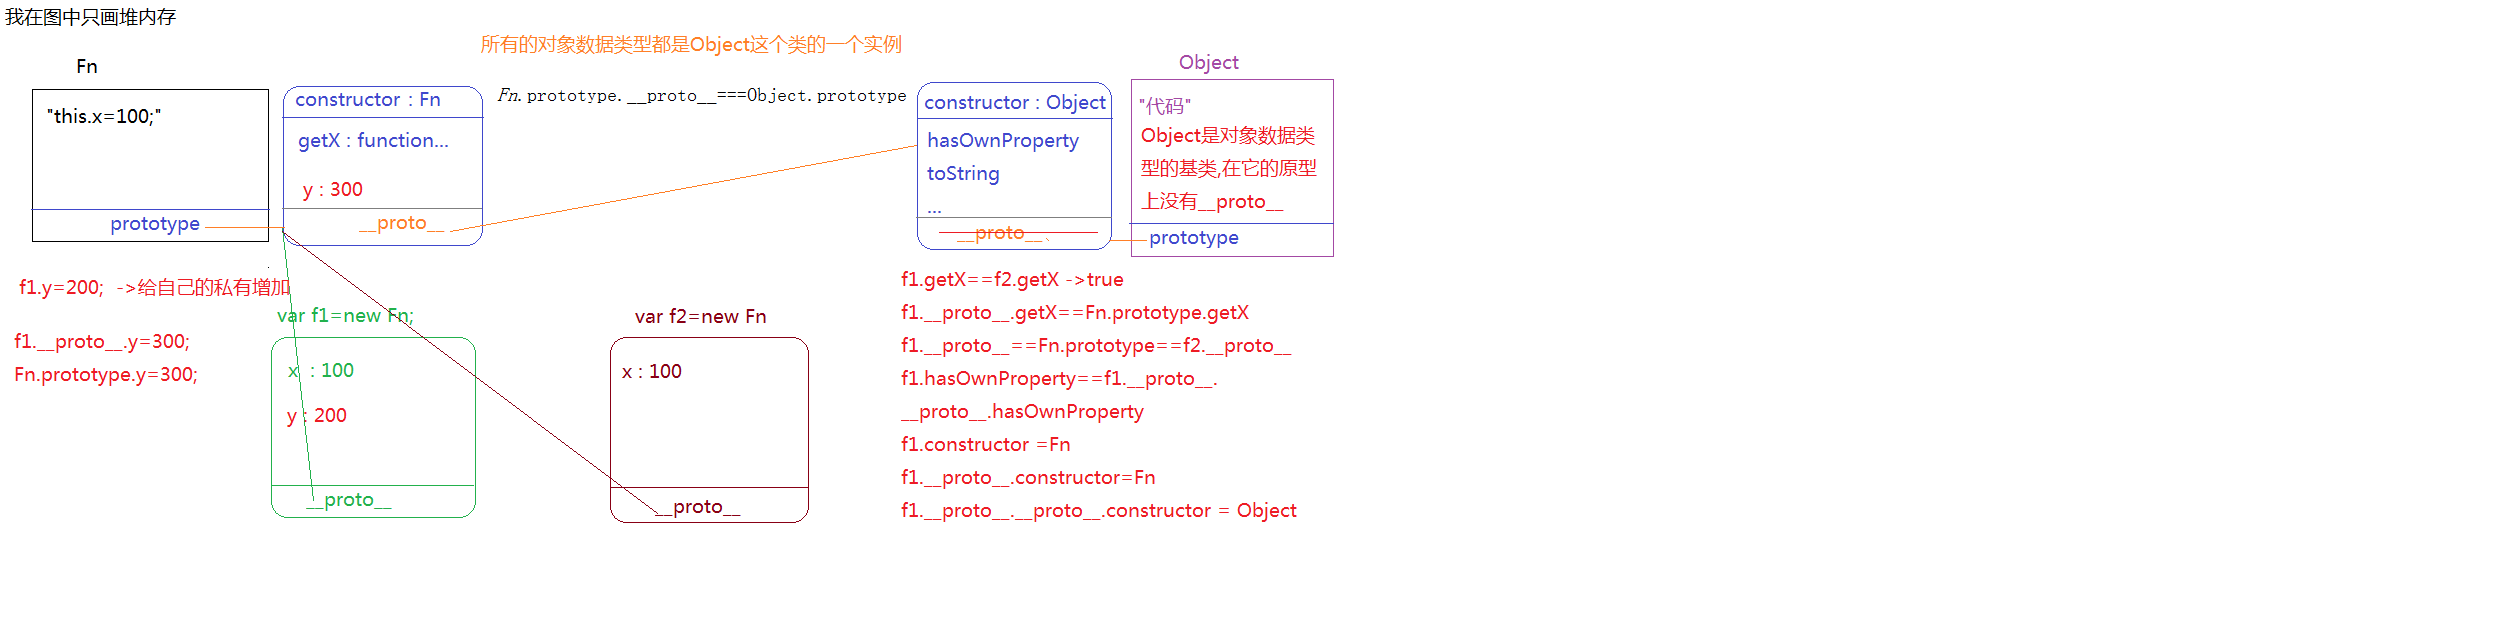 我在图中只画堆内存
所有的对象数据类型都是Object这个类的一个实例
Fn
"this.x=100;"
prototype
constructor : Fn
getX : function...
y : 300
__proto__
Fn.prototype.__proto__===Object.prototype
constructor : Object
hasOwnProperty
toString
...
__proto__、
Object
"代码"
Object是对象数据类
型的基类,在它的原型
上没有__proto__
prototype
f1.y=200;  ->给自己的私有增加
f1.__proto__.y=300;
Fn.prototype.y=300;
var f1=new Fn;
x  : 100
y : 200
__proto__
var f2=new Fn
x : 100
__proto__
f1.getX==f2.getX ->true
f1.__proto__.getX==Fn.prototype.getX
f1.__proto__==Fn.prototype==f2.__proto__
f1.hasOwnProperty==f1.__proto__.
__proto__.hasOwnProperty
f1.constructor =Fn
f1.__proto__.constructor=Fn
f1.__proto__.__proto__.constructor = Object